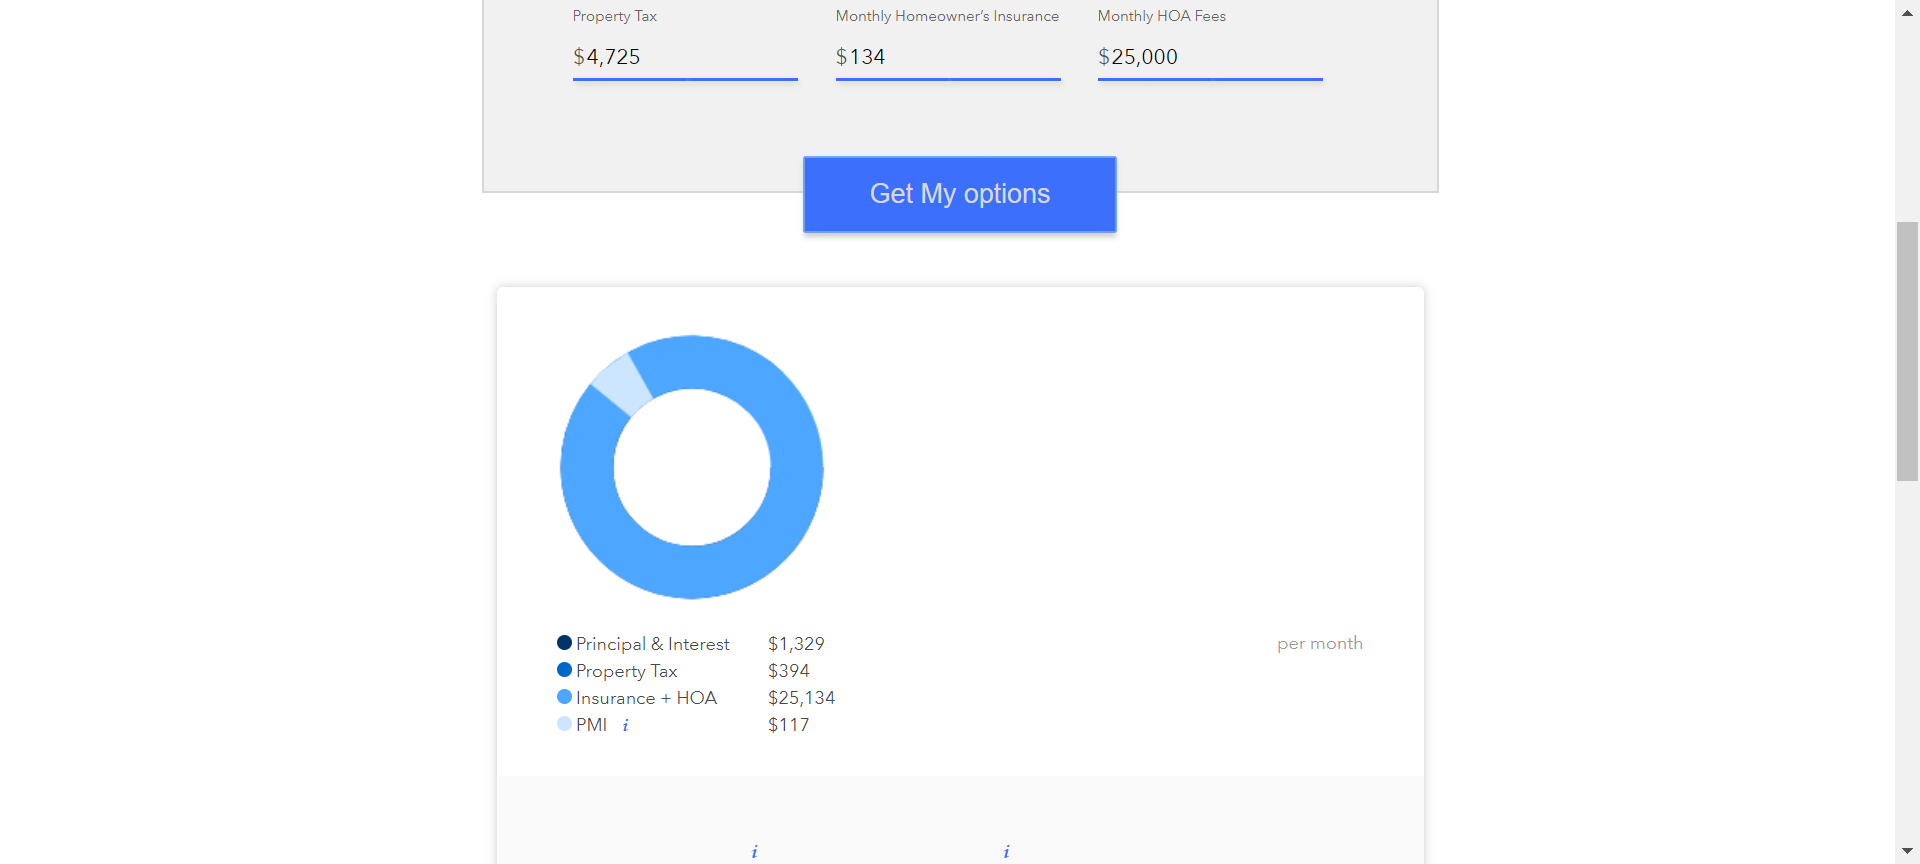 Property Tax Monthly Homeowner’s Insurance Monthly HOA Fees
$4,725 $134 $25,000
Get My options
Principal & Interest $1,329 per month
Property Tax $394
Insurance + HOA $25,134
PMI i $117
i i